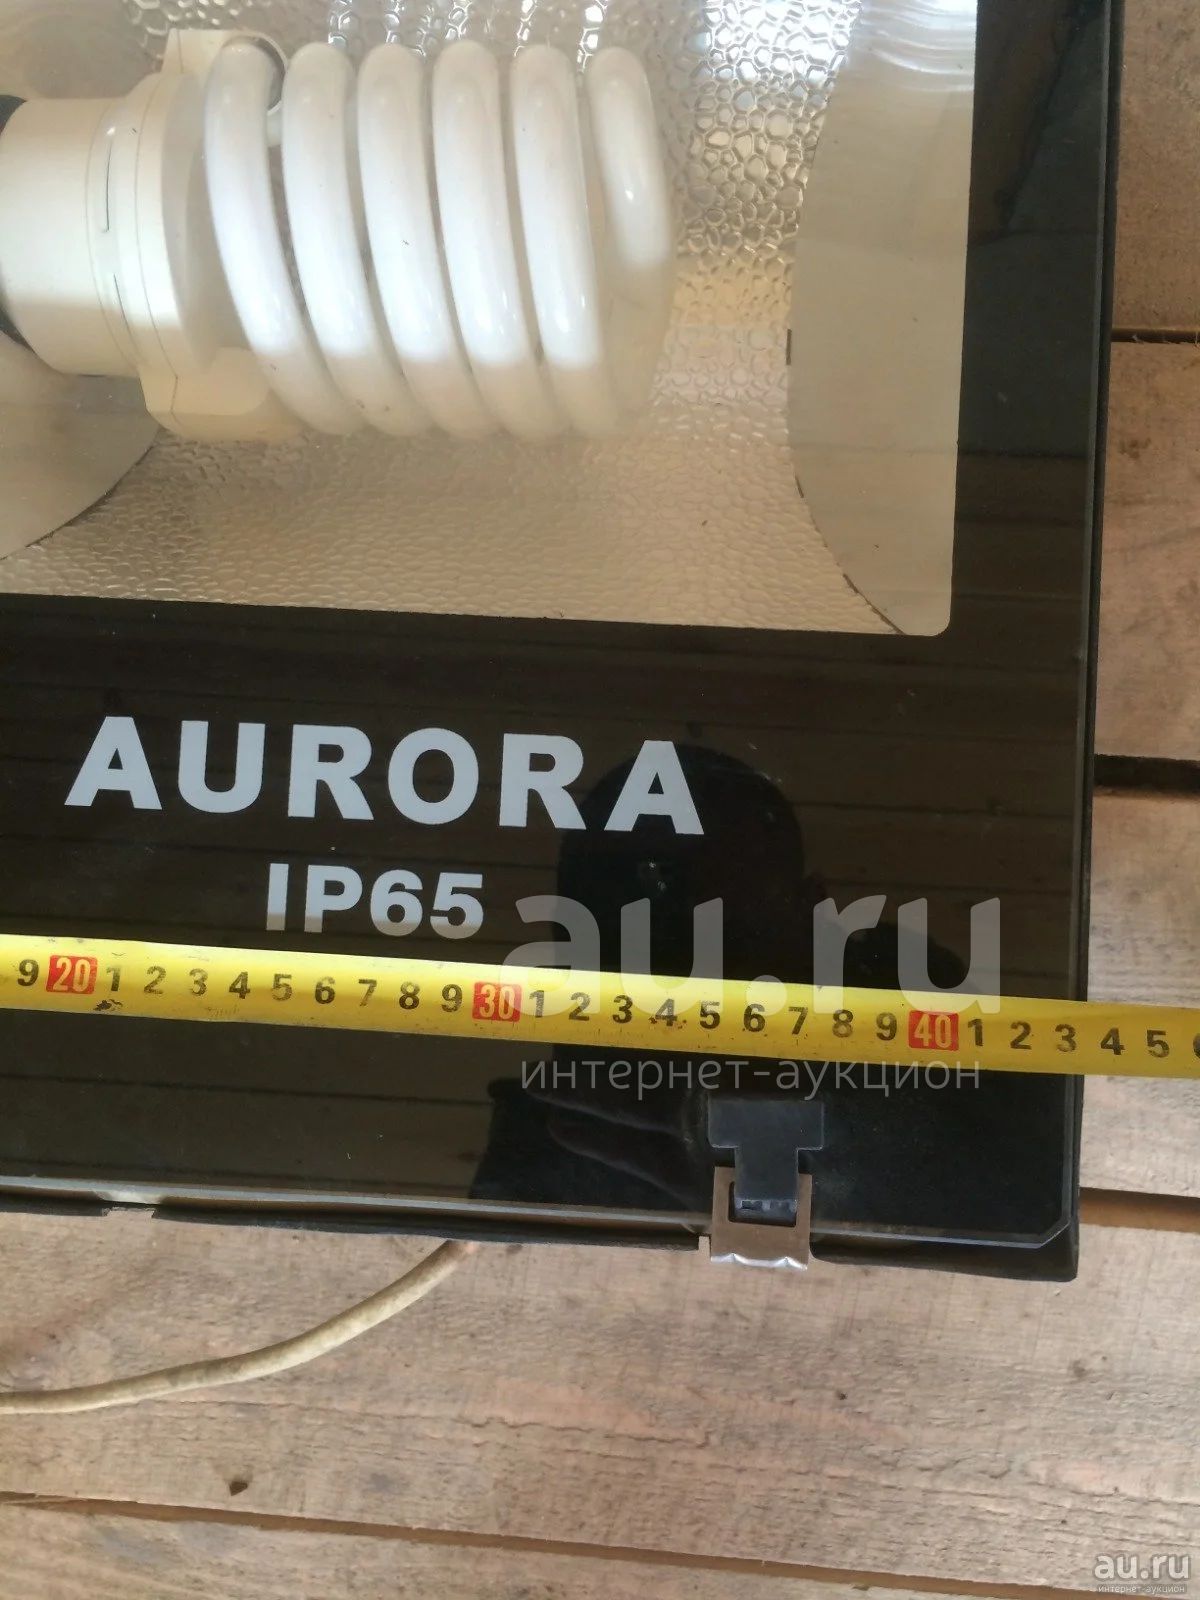 AURORA
IP65
au.ru
интернет-аукцион
9 20 1 2 3 4 5 6 7 8 9 30 1 2 3 4 5 6 7 8 9 40 1 2 3 4 5
au.ru
интернет-аукцион